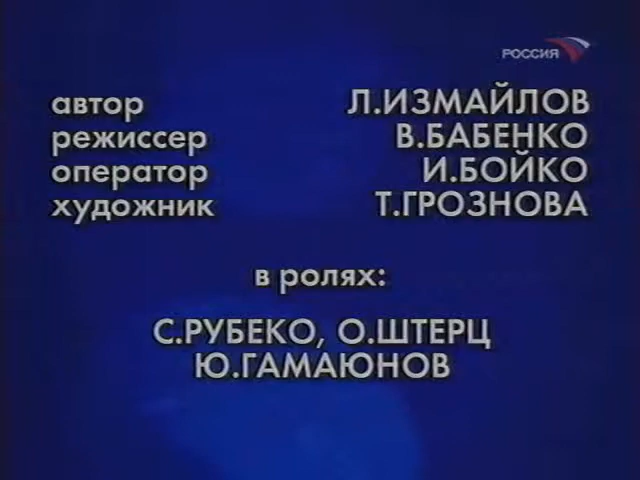 РОССИЯ
автор Л.ИЗМАЙЛОВ
режиссер В.БАБЕНКО
оператор И.БОЙКО
художник Т.ГРОЗНОВА
в ролях:
С.РУБЕКО, О.ШТЕРЦ
Ю.ГАМАЮНОВ